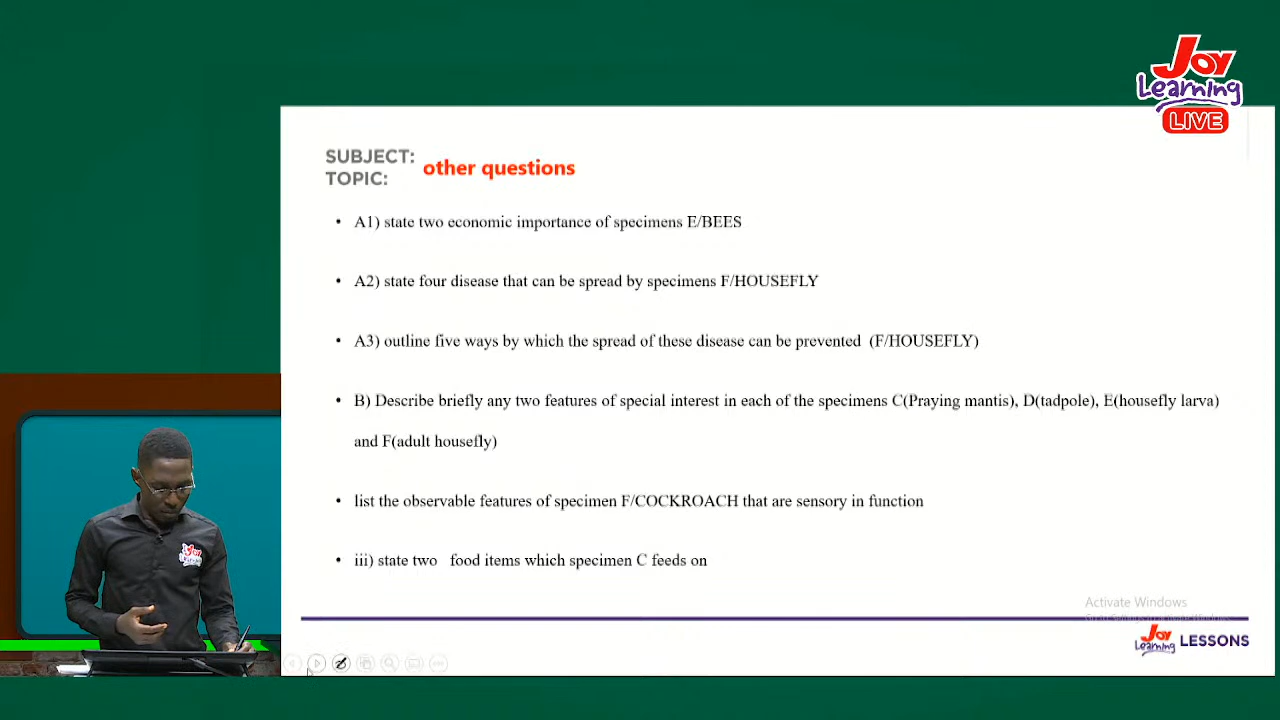 Joy
Learning
LIVE
SUBJECT:
TOPIC:
other questions
• A1) state two economic importance of specimens E/BEES
• A2) state four disease that can be spread by specimens F/HOUSEFLY
• A3) outline five ways by which the spread of these disease can be prevented (F/HOUSEFLY)
• B) Describe briefly any two features of special interest in each of the specimens C(Praying mantis), D(tadpole), E(housefly larva)
and F(adult housefly)
• list the observable features of specimen F/COCKROACH that are sensory in function
• iii) state two food items which specimen C feeds on
Activate Windows
Joy
Learning LESSONS